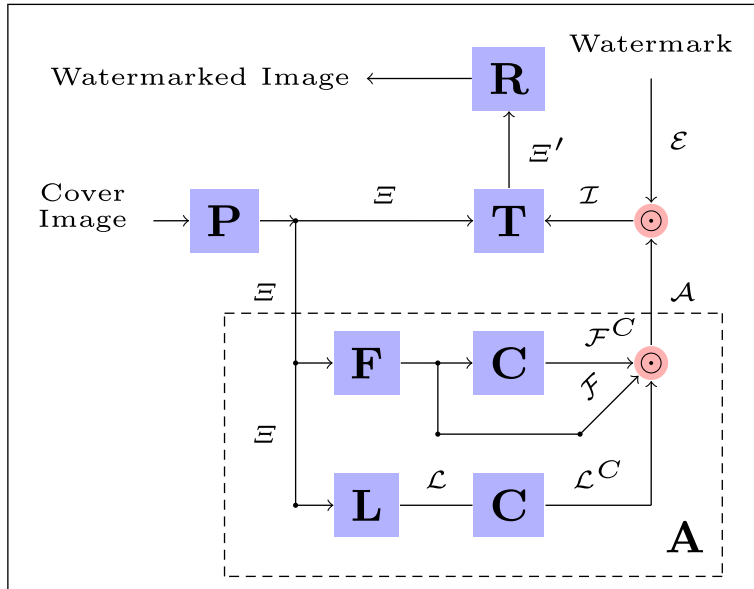 Watermark
Watermarked Image
R
Ξ′
ℰ
Cover
Image
P
Ξ
T
ℐ
⊙
Ξ
𝒜
F
C
ℱ^C
⊙
ℱ
Ξ
L
ℒ
C
ℒ^C
A